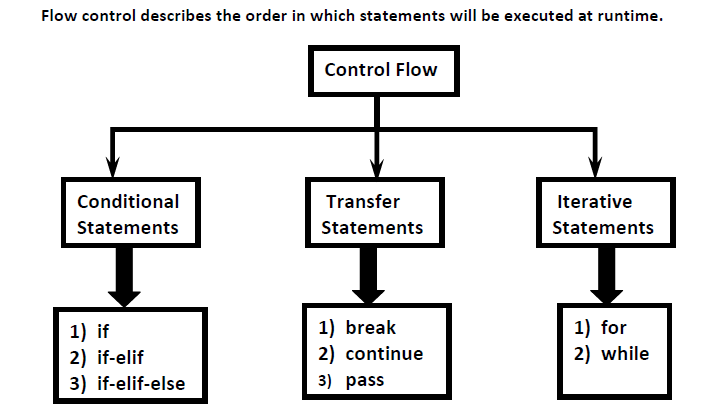 Flow control describes the order in which statements will be executed at runtime.
Control Flow
Conditional
Statements
Transfer
Statements
Iterative
Statements
1) if
2) if-elif
3) if-elif-else
1) break
2) continue
3) pass
1) for
2) while